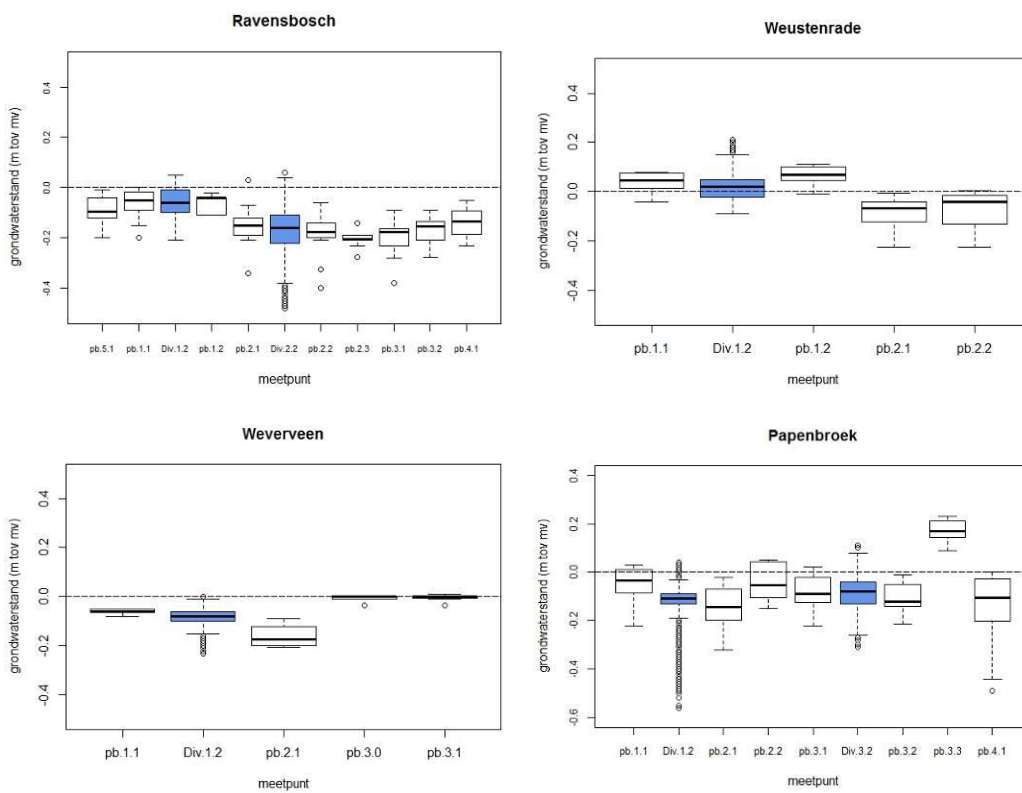 Ravensbosch
grondwaterstand (m tov mv)
0.4
0.2
0.0
-0.2
-0.4
pb.5.1 pb.1.1 Div.1.2 pb.1.2 pb.2.1 Div.2.2 pb.2.2 pb.2.3 pb.3.1 pb.3.2 pb.4.1
meetpunt
Weustenrade
grondwaterstand (m tov mv)
0.4
0.2
0.0
-0.2
-0.4
pb.1.1 Div.1.2 pb.1.2 pb.2.1 pb.2.2
meetpunt
Weverveen
grondwaterstand (m tov mv)
0.4
0.2
0.0
-0.2
-0.4
pb.1.1 Div.1.2 pb.2.1 pb.3.0 pb.3.1
meetpunt
Papenbroek
grondwaterstand (m tov mv)
0.4
0.2
0.0
-0.2
-0.4
-0.6
pb.1.1 Div.1.2 pb.2.1 pb.2.2 pb.3.1 Div.3.2 pb.3.2 pb.3.3 pb.4.1
meetpunt